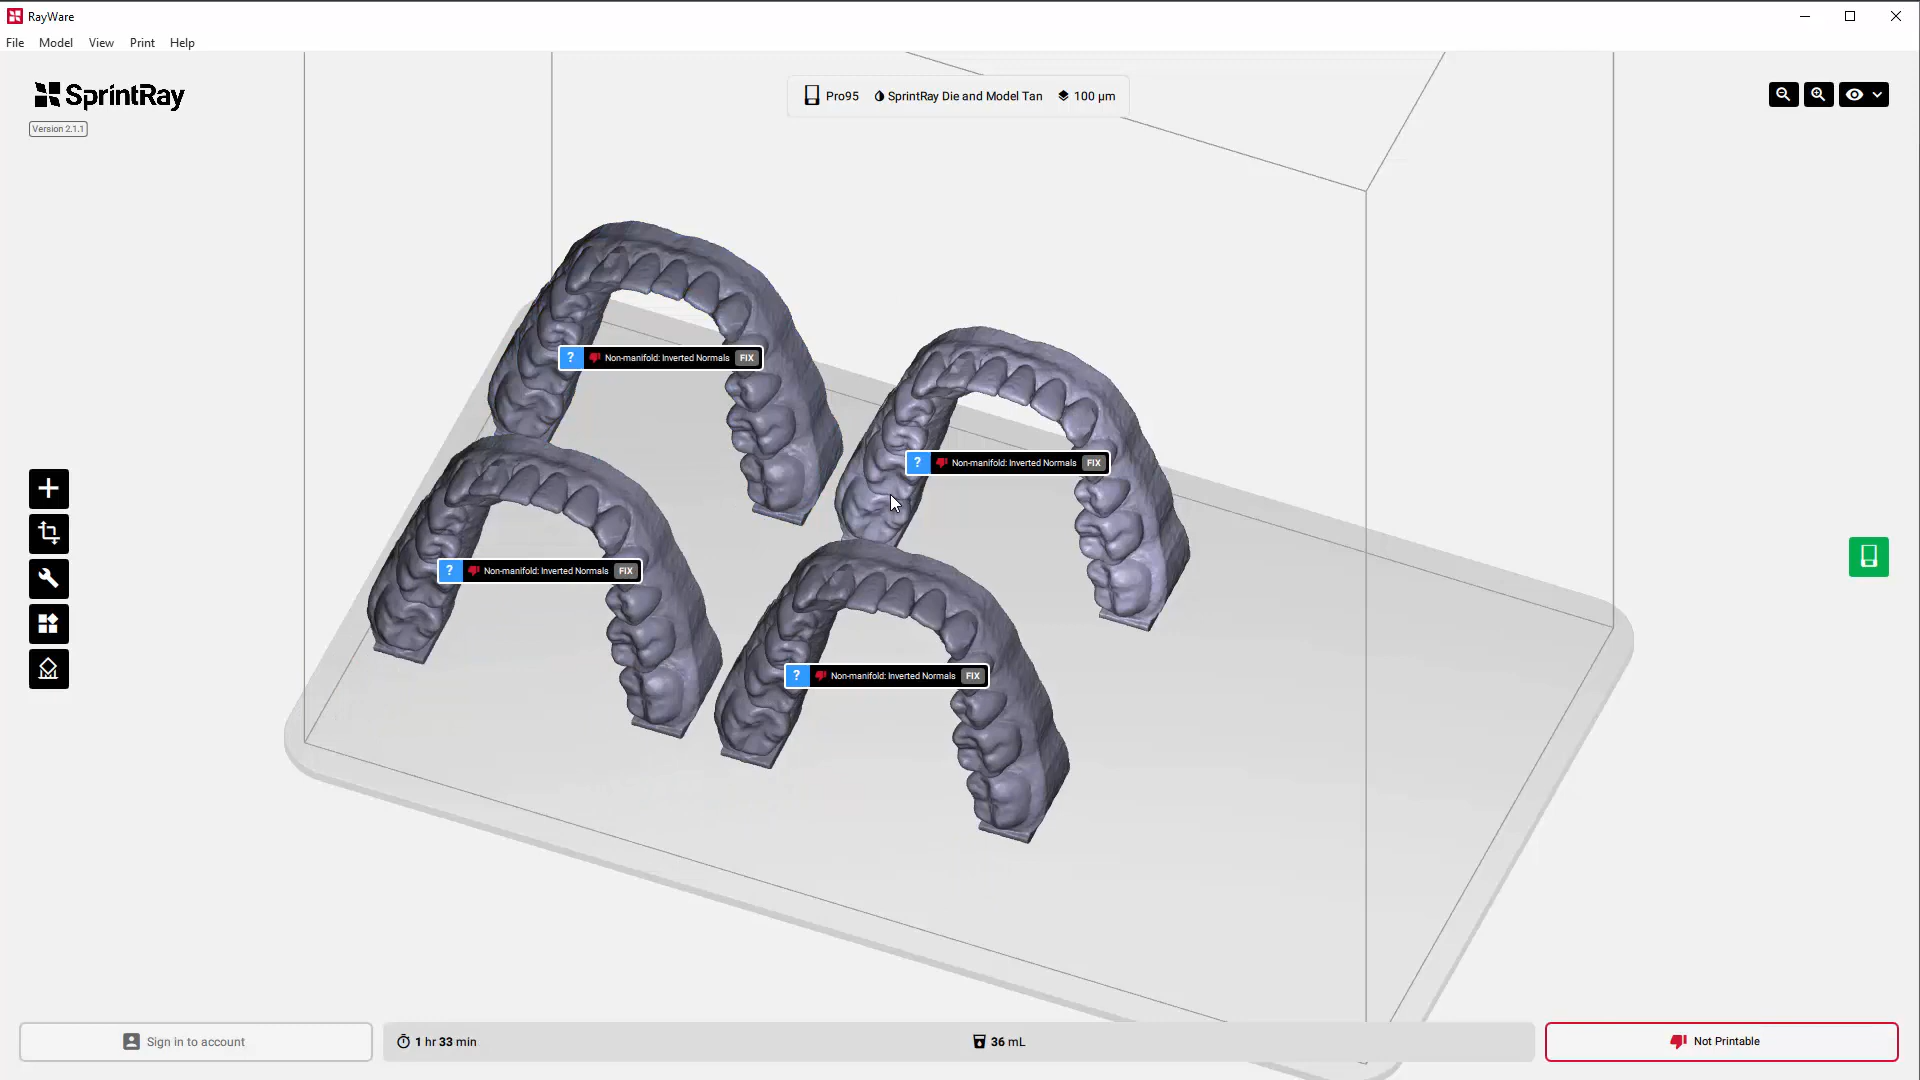 RayWare
File Model View Print Help
SprintRay
Version 2.1.1
Pro95 SprintRay Die and Model Tan 100 µm
? Non-manifold: Inverted Normals FIX
? Non-manifold: Inverted Normals FIX
? Non-manifold: Inverted Normals FIX
? Non-manifold: Inverted Normals FIX
Sign in to account
1 hr 33 min
36 mL
Not Printable